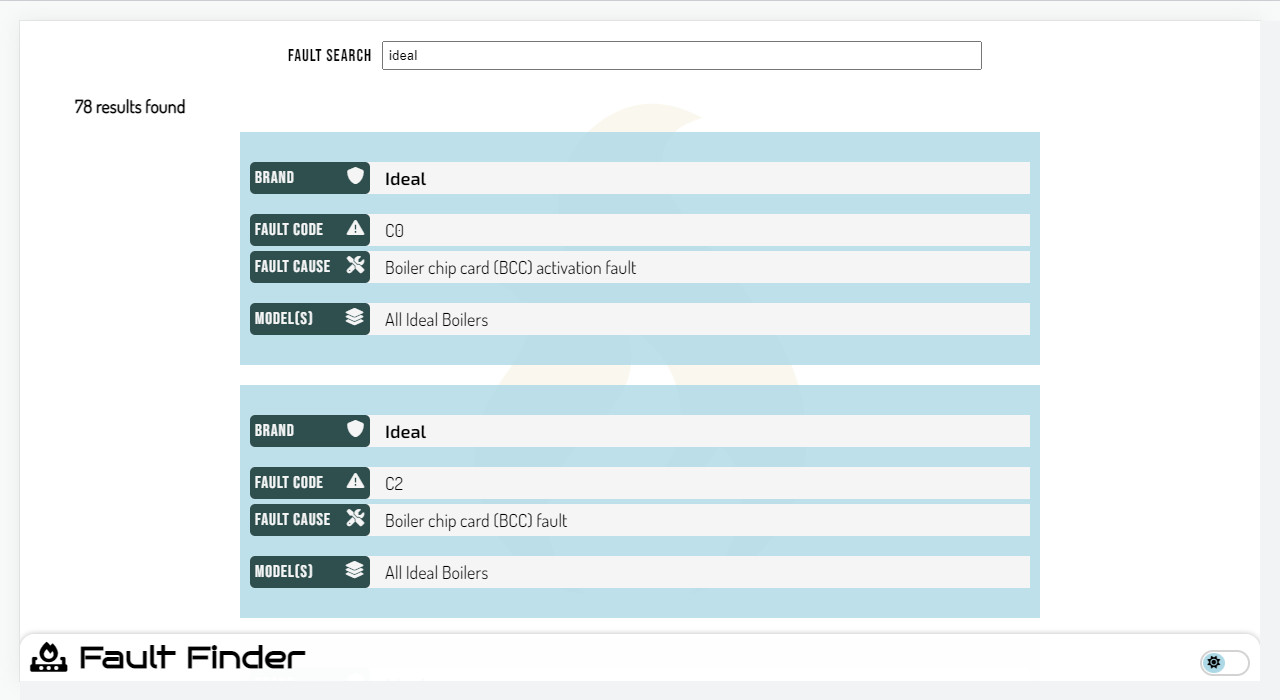 FAULT SEARCH ideal
78 results found
BRAND Ideal
FAULT CODE C0
FAULT CAUSE Boiler chip card (BCC) activation fault
MODEL(S) All Ideal Boilers
BRAND Ideal
FAULT CODE C2
FAULT CAUSE Boiler chip card (BCC) fault
MODEL(S) All Ideal Boilers
Fault Finder